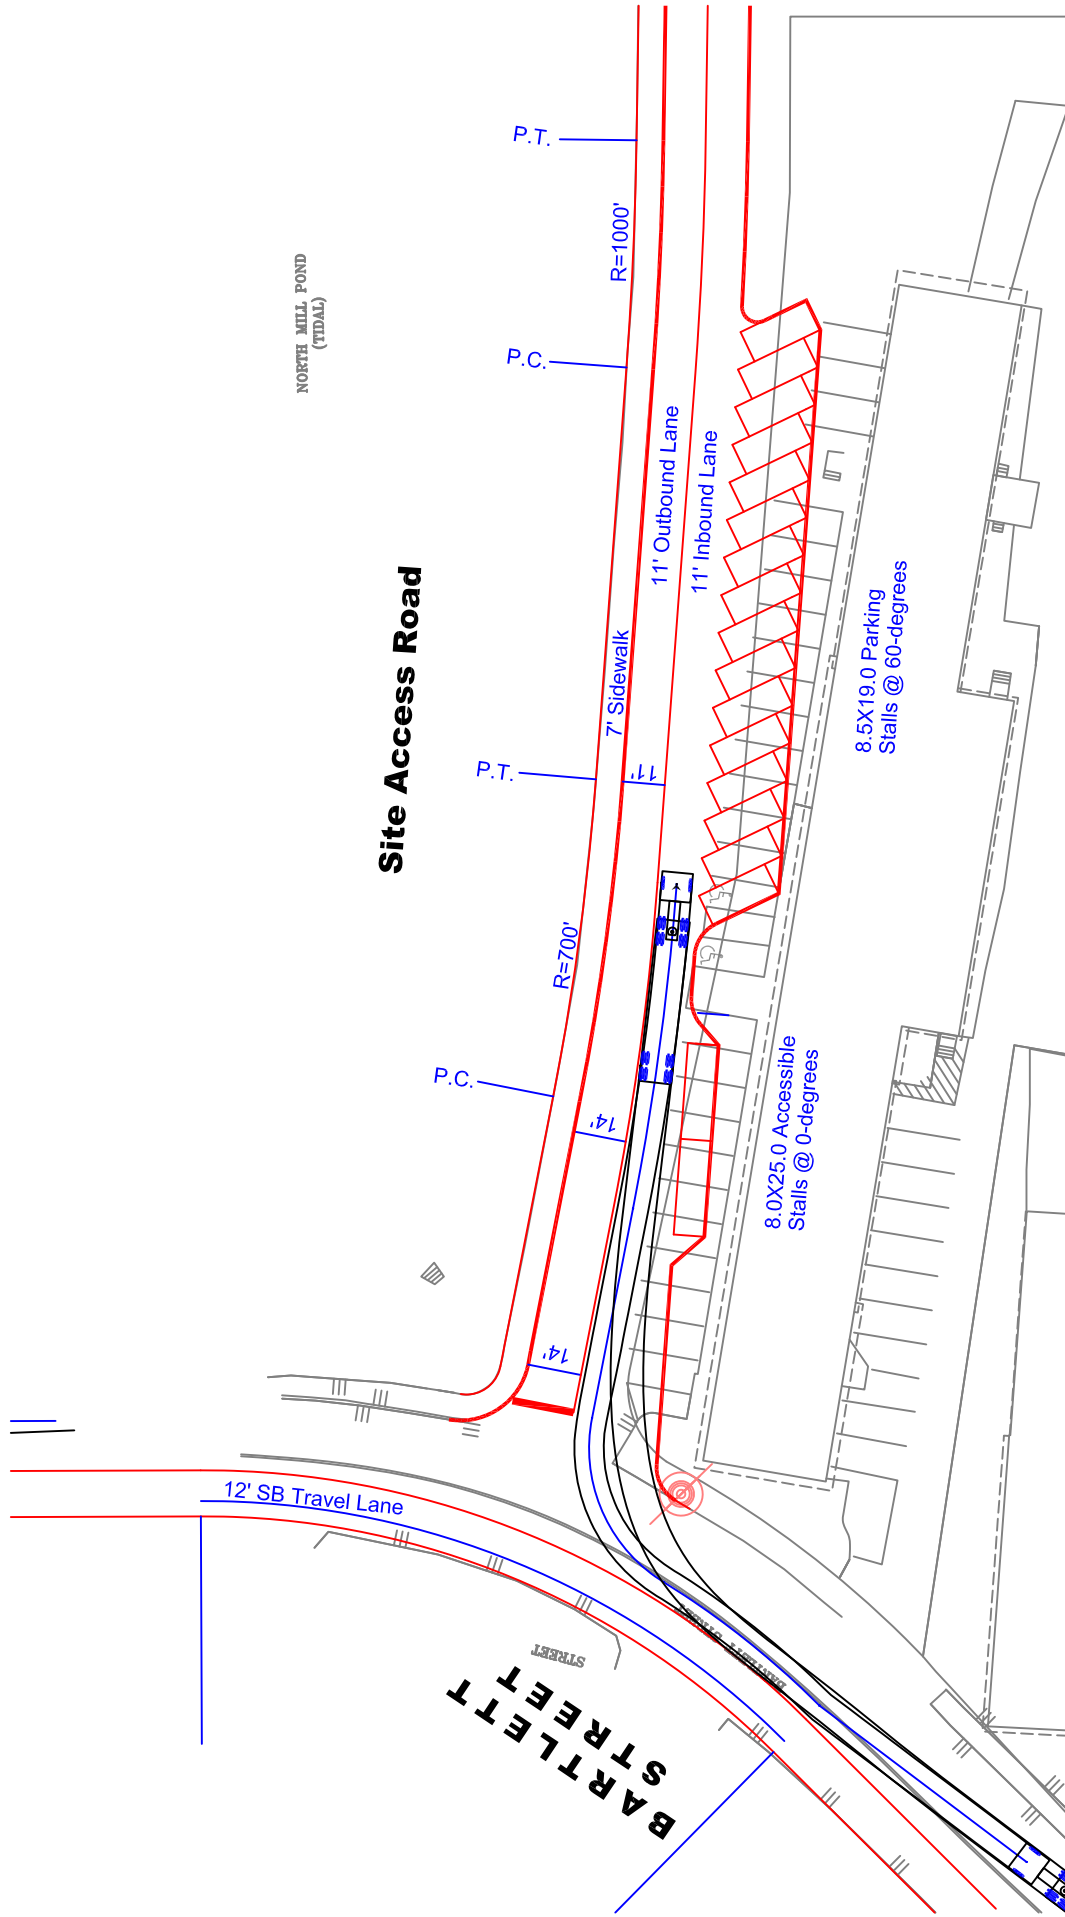 P.T.
R=1000'
NORTH MILL POND
(TIDAL)
P.C.
11' Outbound Lane
11' Inbound Lane
Site Access Road
7' Sidewalk
8.5X19.0 Parking
Stalls @ 60-degrees
P.T.
11'
R=700'
P.C.
14'
8.0X25.0 Accessible
Stalls @ 0-degrees
14'
12' SB Travel Lane
BARTLETT STREET
STREET
BARTLETT
STREET